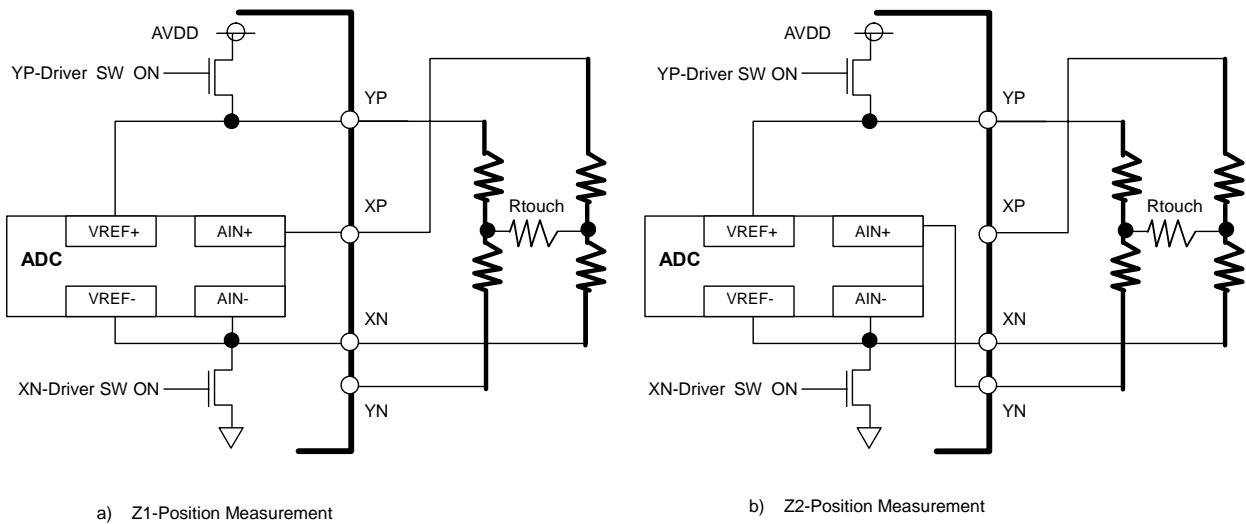 AVDD
YP-Driver SW ON
YP
XP
Rtouch
VREF+
AIN+
ADC
VREF-
AIN-
XN
XN-Driver SW ON
YN
a) Z1-Position Measurement
AVDD
YP-Driver SW ON
YP
XP
Rtouch
VREF+
AIN+
ADC
VREF-
AIN-
XN
XN-Driver SW ON
YN
b) Z2-Position Measurement